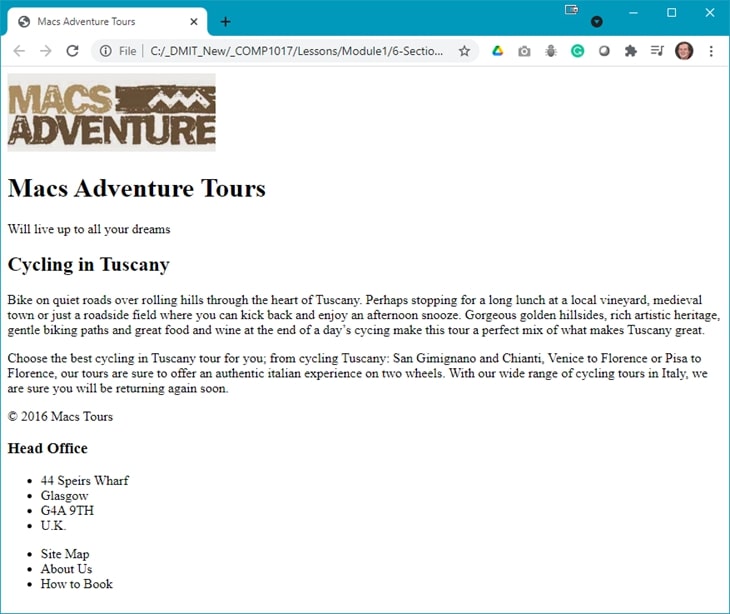 Macs Adventure Tours
File | C:/_DMIT_New/_COMP1017/Lessons/Module1/6-Sectio...
MACS
ADVENTURE
Macs Adventure Tours
Will live up to all your dreams
Cycling in Tuscany
Bike on quiet roads over rolling hills through the heart of Tuscany. Perhaps stopping for a long lunch at a local vineyard, medieval
town or just a roadside field where you can kick back and enjoy an afternoon snooze. Gorgeous golden hillsides, rich artistic heritage,
gentle biking paths and great food and wine at the end of a day’s cycing make this tour a perfect mix of what makes Tuscany great.
Choose the best cycling in Tuscany tour for you; from cycling Tuscany: San Gimignano and Chianti, Venice to Florence or Pisa to
Florence, our tours are sure to offer an authentic italian experience on two wheels. With our wide range of cycling tours in Italy, we
are sure you will be returning again soon.
© 2016 Macs Tours
Head Office
• 44 Speirs Wharf
• Glasgow
• G4A 9TH
• U.K.
• Site Map
• About Us
• How to Book